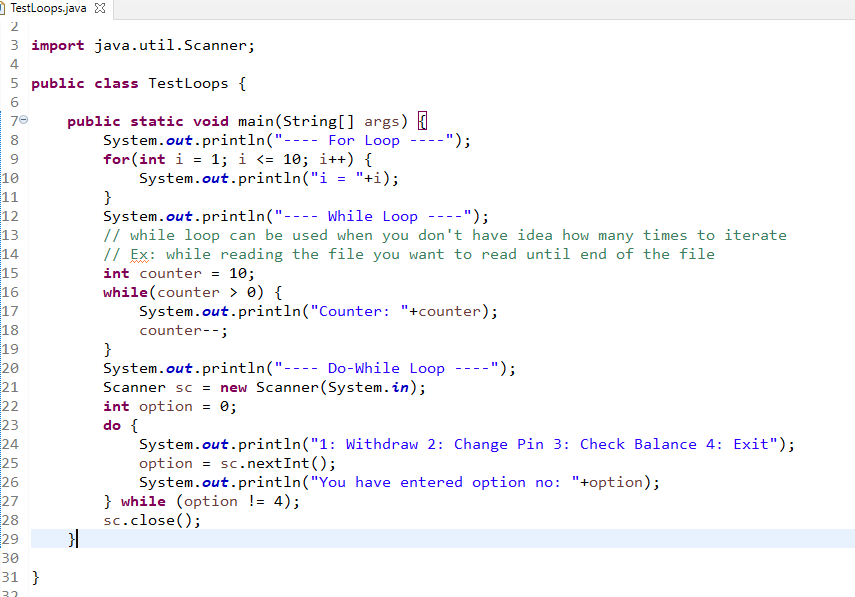 TestLoops.java
2
3 import java.util.Scanner;
4
5 public class TestLoops {
6
7     public static void main(String[] args) {
8         System.out.println("---- For Loop ----");
9         for(int i = 1; i <= 10; i++) {
10             System.out.println("i = "+i);
11         }
12         System.out.println("---- While Loop ----");
13         // while loop can be used when you don't have idea how many times to iterate
14         // Ex: while reading the file you want to read until end of the file
15         int counter = 10;
16         while(counter > 0) {
17             System.out.println("Counter: "+counter);
18             counter--;
19         }
20         System.out.println("---- Do-While Loop ----");
21         Scanner sc = new Scanner(System.in);
22         int option = 0;
23         do {
24             System.out.println("1: Withdraw 2: Change Pin 3: Check Balance 4: Exit");
25             option = sc.nextInt();
26             System.out.println("You have entered option no: "+option);
27         } while (option != 4);
28         sc.close();
29     }
30
31 }
32